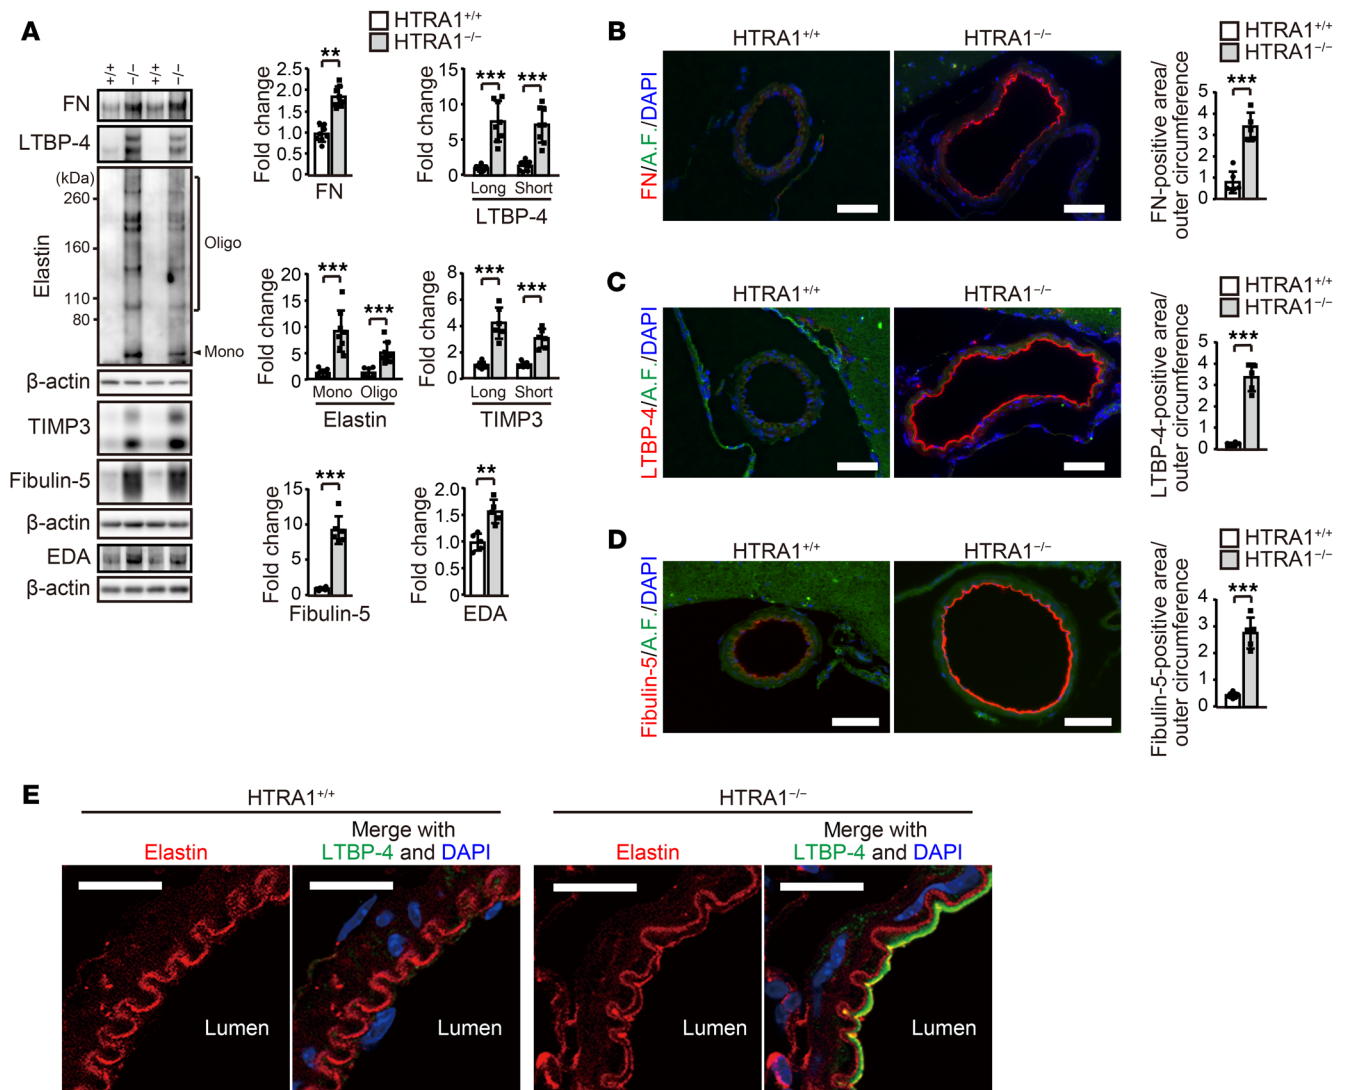 A
HTRA1+/+
HTRA1−/−
+/+ −/− +/+ −/−
FN
LTBP-4
(kDa)
260
160
110
80
Elastin
Oligo
Mono
β-actin
TIMP3
Fibulin-5
β-actin
EDA
β-actin
Fold change
2.5
2.0
1.5
1.0
0.5
0
**
FN
Fold change
15
10
5
0
*** ***
Long Short
LTBP-4
Fold change
20
15
10
5
0
***
***
Mono Oligo
Elastin
Fold change
8
6
4
2
0
***
***
Long Short
TIMP3
Fold change
15
10
5
0
***
Fibulin-5
Fold change
2.0
1.5
1.0
0.5
0
**
EDA
B
HTRA1+/+ HTRA1−/−
FN/A.F./DAPI
HTRA1+/+
HTRA1−/−
FN-positive area/
outer circumference
5
4
3
2
1
0
***
C
HTRA1+/+ HTRA1−/−
LTBP-4/A.F./DAPI
HTRA1+/+
HTRA1−/−
LTBP-4-positive area/
outer circumference
5
4
3
2
1
0
***
D
HTRA1+/+ HTRA1−/−
Fibulin-5/A.F./DAPI
HTRA1+/+
HTRA1−/−
Fibulin-5-positive area/
outer circumference
4
3
2
1
0
***
E
HTRA1+/+ HTRA1−/−
Elastin
Merge with
LTBP-4 and DAPI
Elastin
Merge with
LTBP-4 and DAPI
Lumen Lumen Lumen Lumen